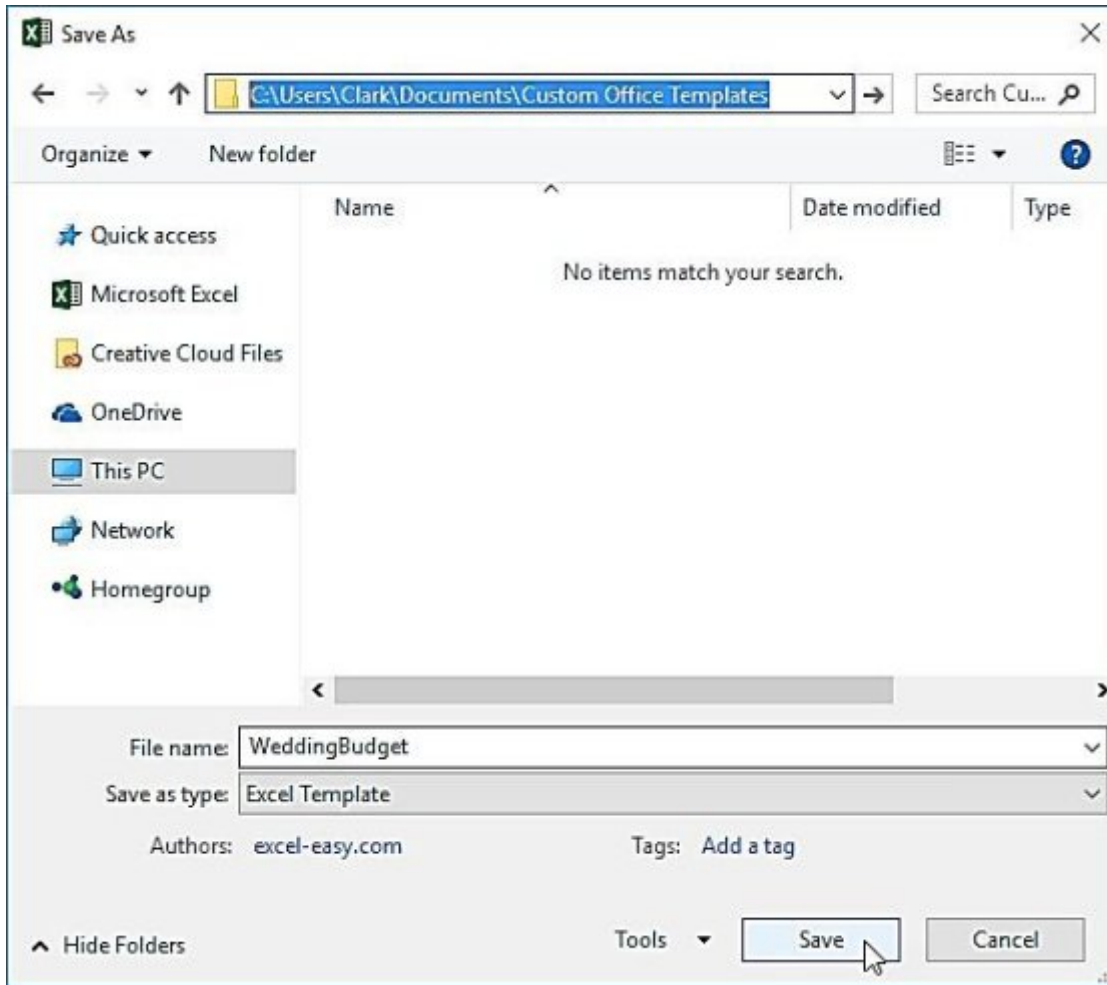 Save As
C:\Users\Clark\Documents\Custom Office Templates
Search Cu...
Organize
New folder
Name
Date modified
Type
Quick access
No items match your search.
Microsoft Excel
Creative Cloud Files
OneDrive
This PC
Network
Homegroup
File name: WeddingBudget
Save as type: Excel Template
Authors: excel-easy.com
Tags: Add a tag
Hide Folders
Tools
Save
Cancel